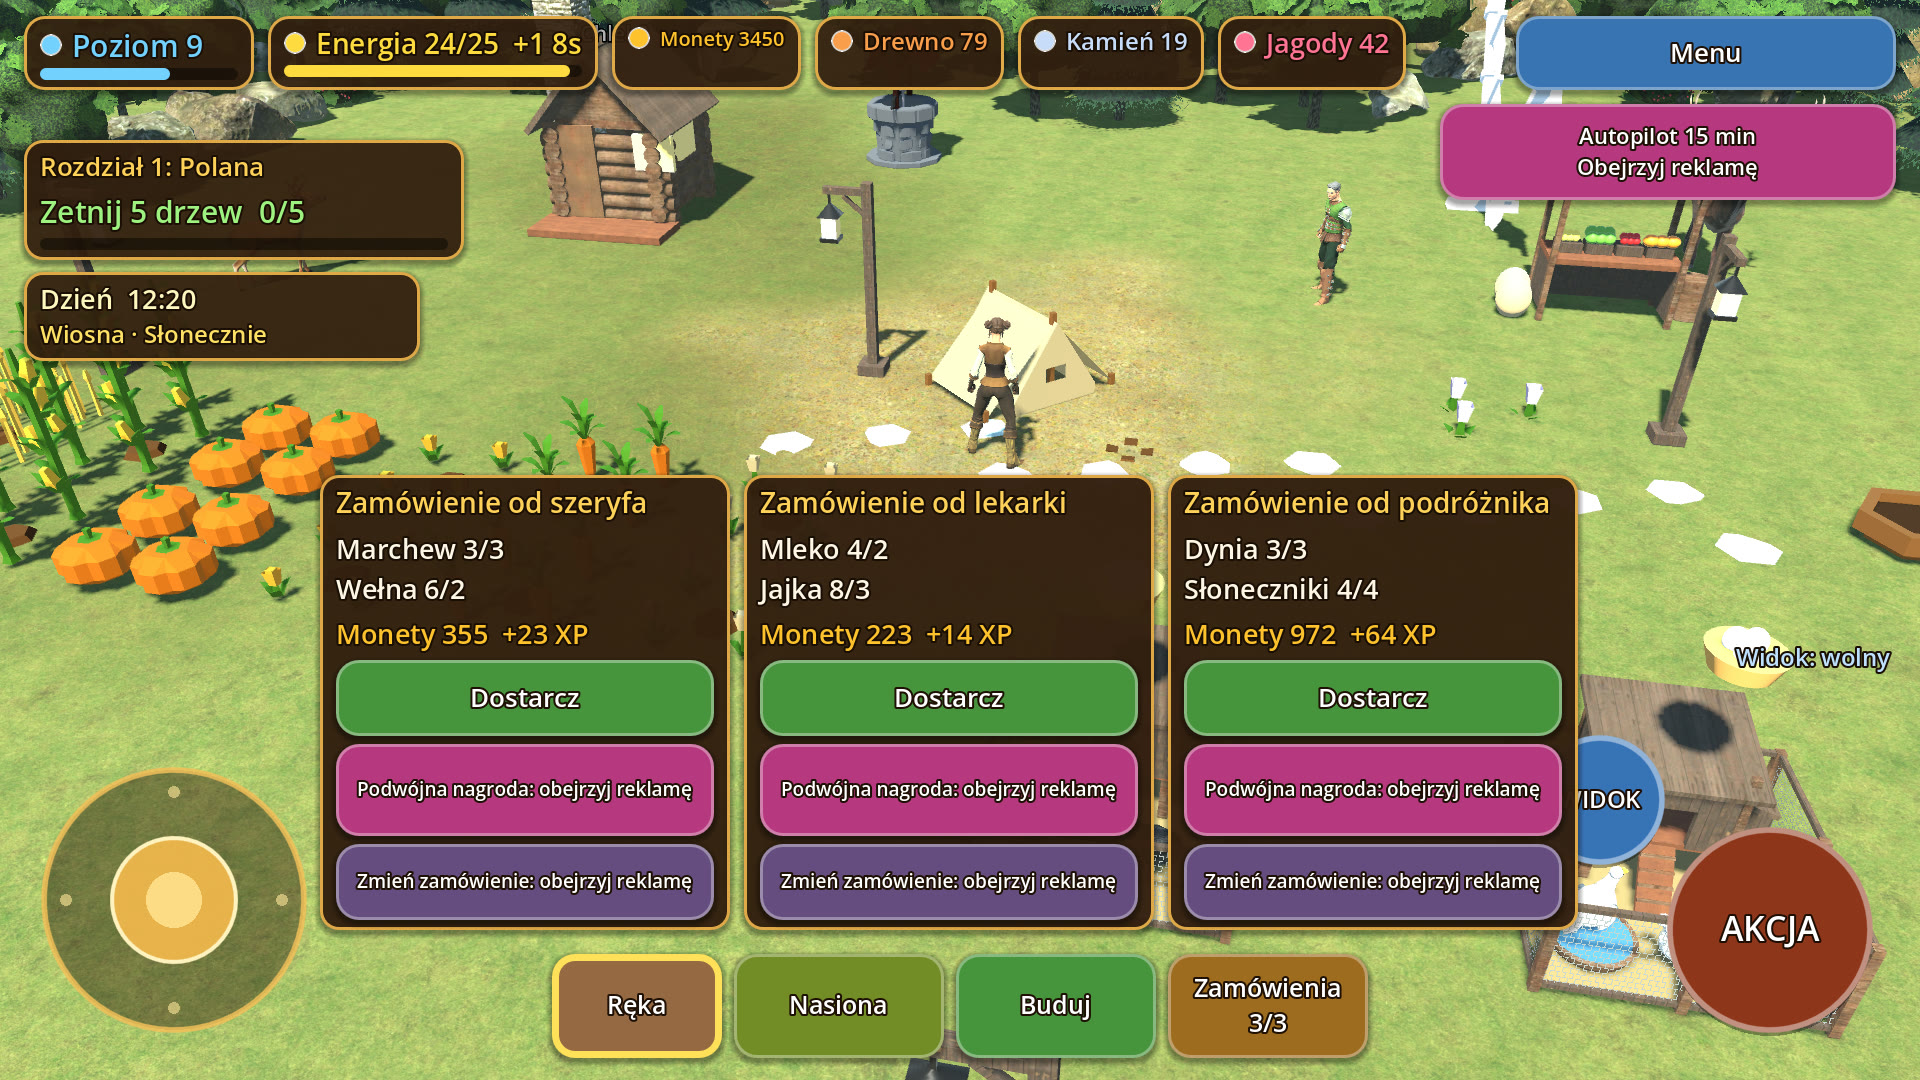 Poziom 9
Energia 24/25 +1 8s
Monety 3450
Drewno 79
Kamień 19
Jagody 42
Menu
Autopilot 15 min
Obejrzyj reklamę
Rozdział 1: Polana
Zetnij 5 drzew 0/5
Dzień 12:20
Wiosna · Słonecznie
Zamówienie od szeryfa
Marchew 3/3
Wełna 6/2
Monety 355 +23 XP
Dostarcz
Podwójna nagroda: obejrzyj reklamę
Zmień zamówienie: obejrzyj reklamę
Zamówienie od lekarki
Mleko 4/2
Jajka 8/3
Monety 223 +14 XP
Dostarcz
Podwójna nagroda: obejrzyj reklamę
Zmień zamówienie: obejrzyj reklamę
Zamówienie od podróżnika
Dynia 3/3
Słoneczniki 4/4
Monety 972 +64 XP
Dostarcz
Podwójna nagroda: obejrzyj reklamę
Zmień zamówienie: obejrzyj reklamę
Widok: wolny
AKCJA
Ręka
Nasiona
Buduj
Zamówienia
3/3